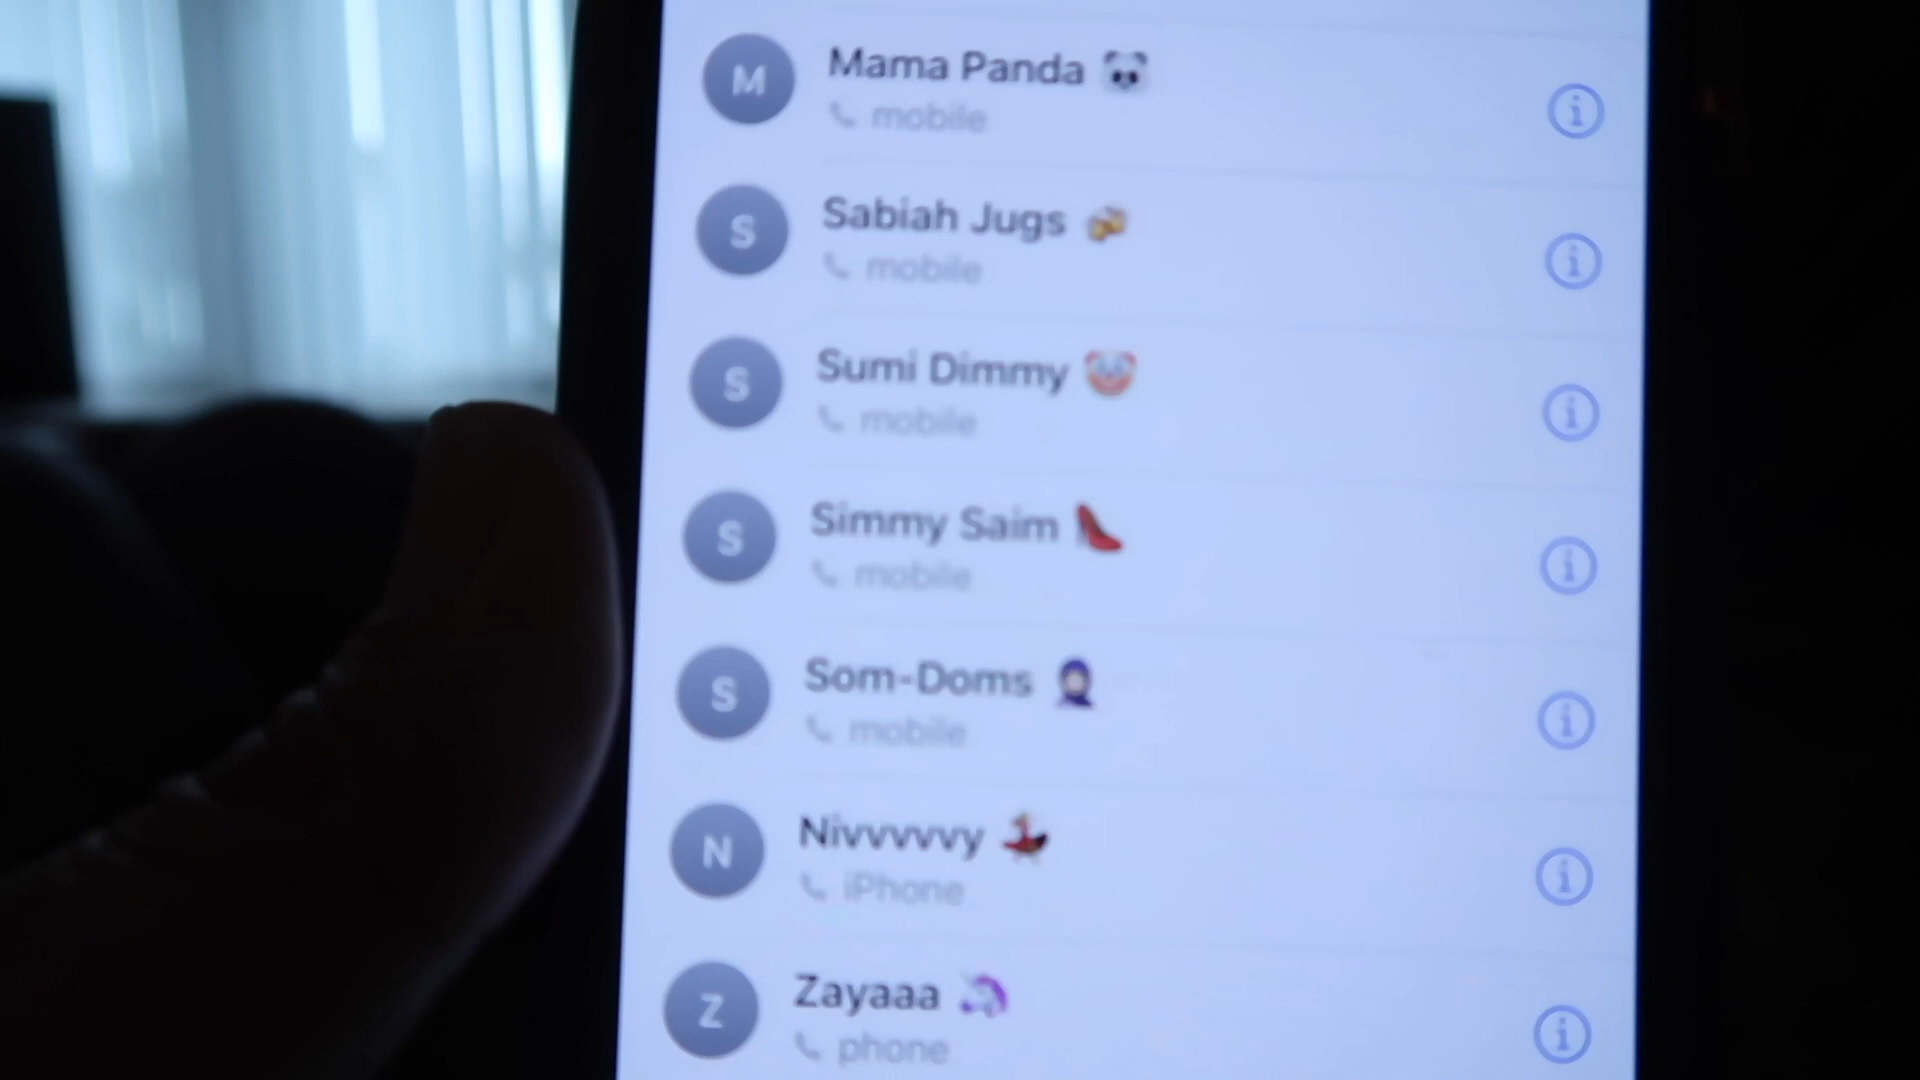 M
Mama Panda 🐼
mobile
S
Sabiah Jugs 🍻
mobile
S
Sumi Dimmy 🤡
mobile
S
Simmy Saim 👠
mobile
S
Som-Doms 🧕
mobile
N
Nivvvvvy 💃
iPhone
Z
Zayaaa 🦄
phone